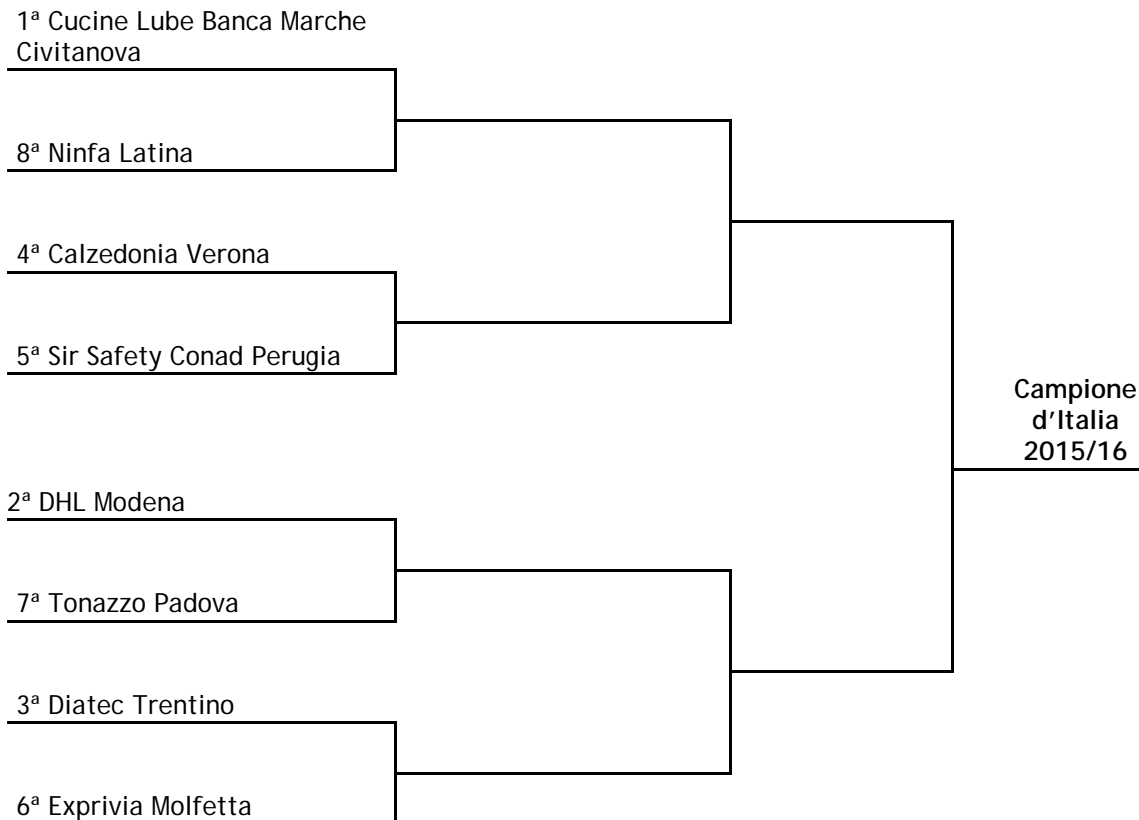 1ª Cucine Lube Banca Marche
Civitanova
8ª Ninfa Latina
4ª Calzedonia Verona
5ª Sir Safety Conad Perugia
Campione
d’Italia
2015/16
2ª DHL Modena
7ª Tonazzo Padova
3ª Diatec Trentino
6ª Exprivia Molfetta